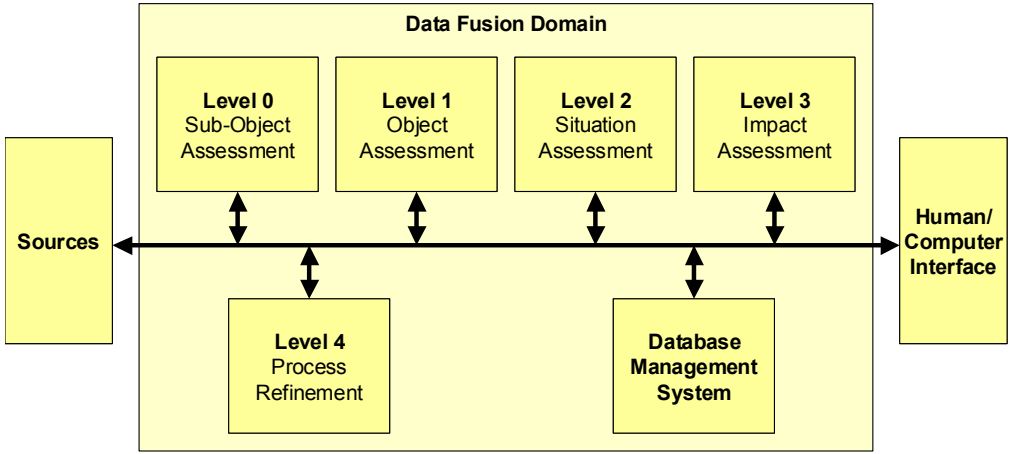 Data Fusion Domain
Level 0
Sub-Object
Assessment
Level 1
Object
Assessment
Level 2
Situation
Assessment
Level 3
Impact
Assessment
Sources
Human/
Computer
Interface
Level 4
Process
Refinement
Database
Management
System